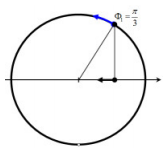 Φ₁ = π/3